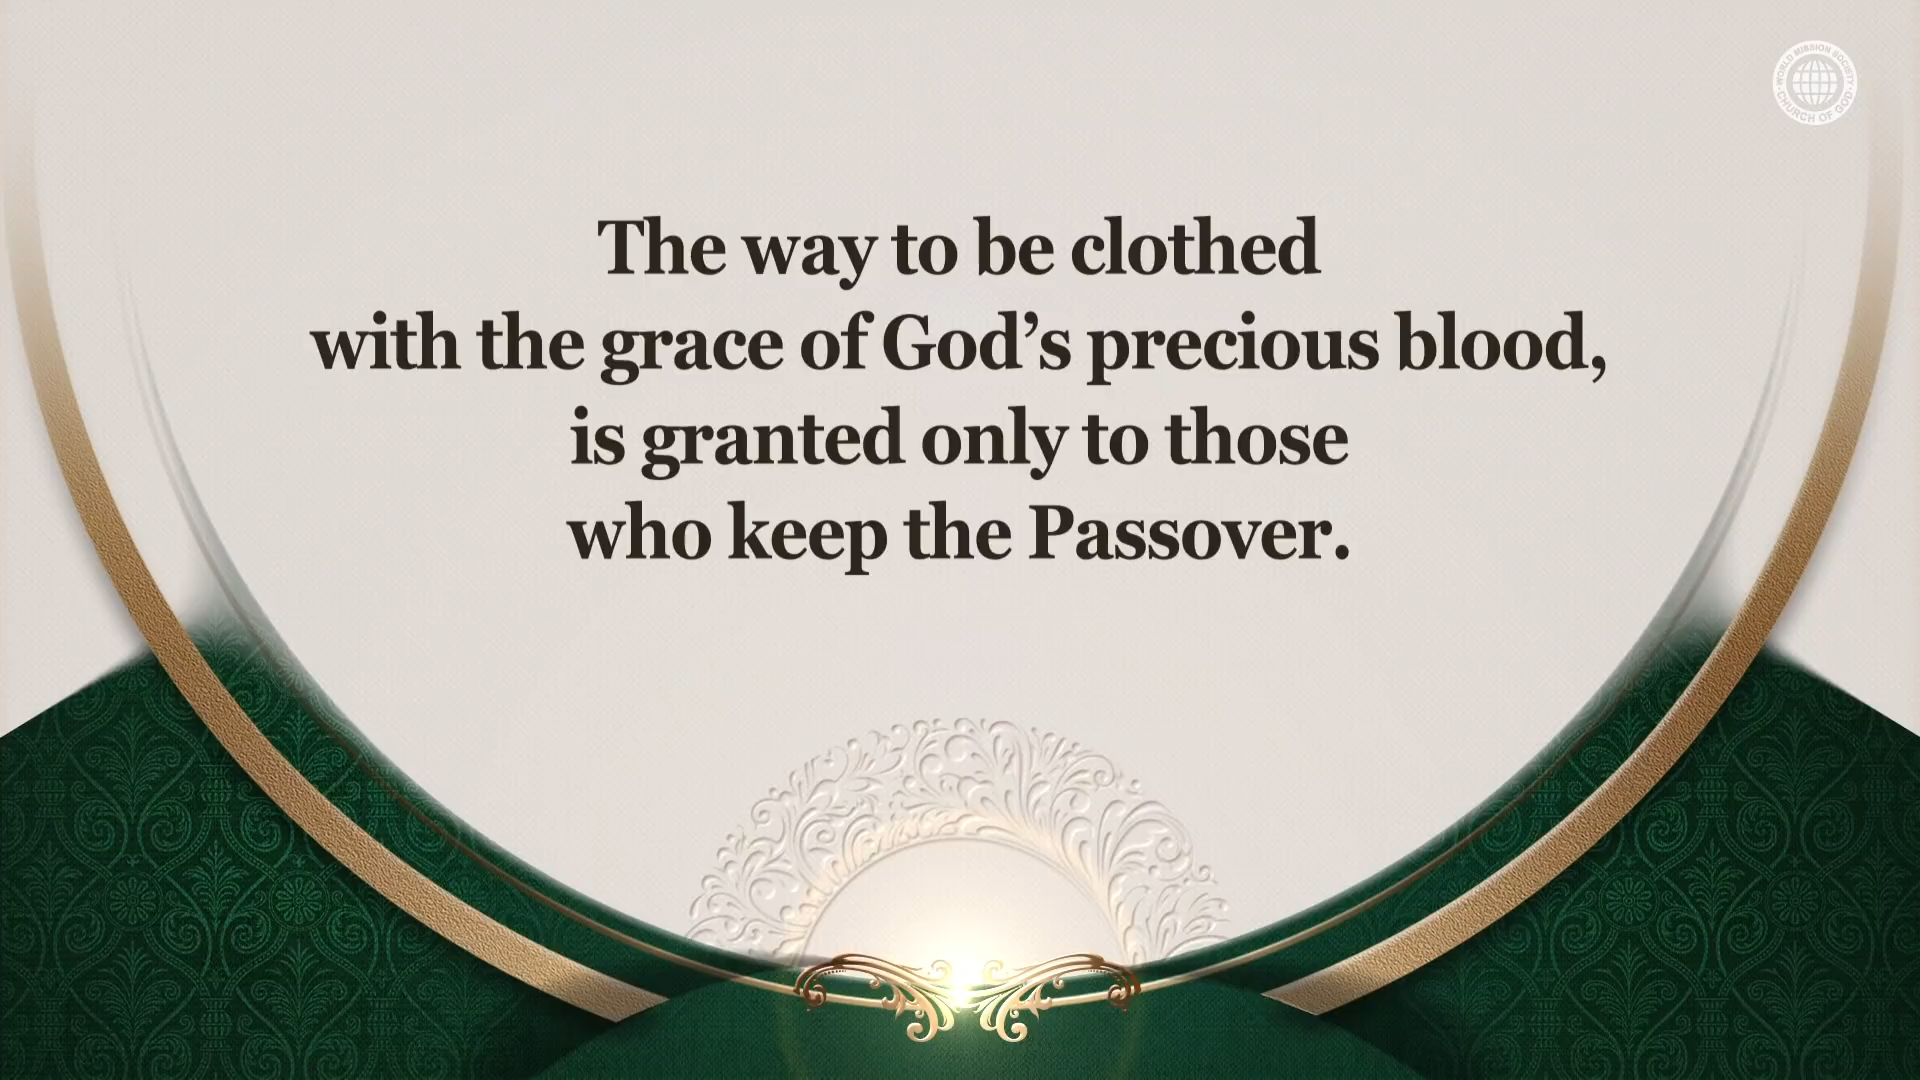 WORLD MISSION SOCIETY
CHURCH OF GOD
The way to be clothed
with the grace of God’s precious blood,
is granted only to those
who keep the Passover.